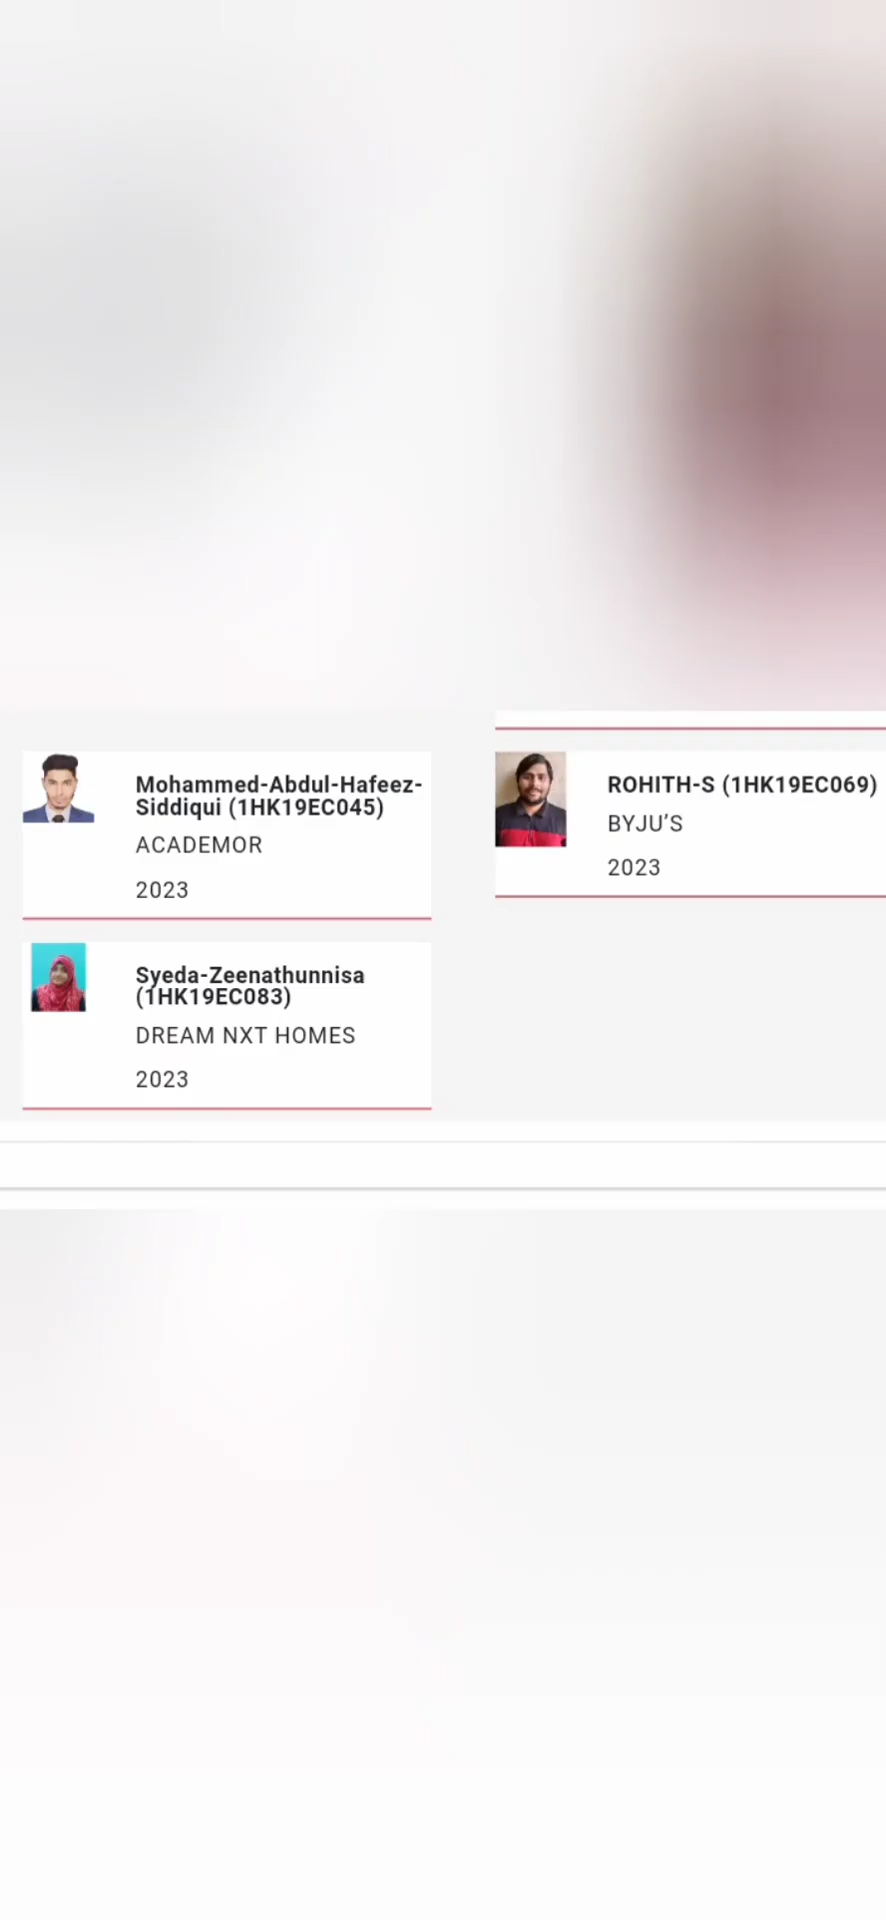 Mohammed-Abdul-Hafeez-
Siddiqui (1HK19EC045)
ACADEMOR
2023
Syeda-Zeenathunnisa
(1HK19EC083)
DREAM NXT HOMES
2023
ROHITH-S (1HK19EC069)
BYJU’S
2023